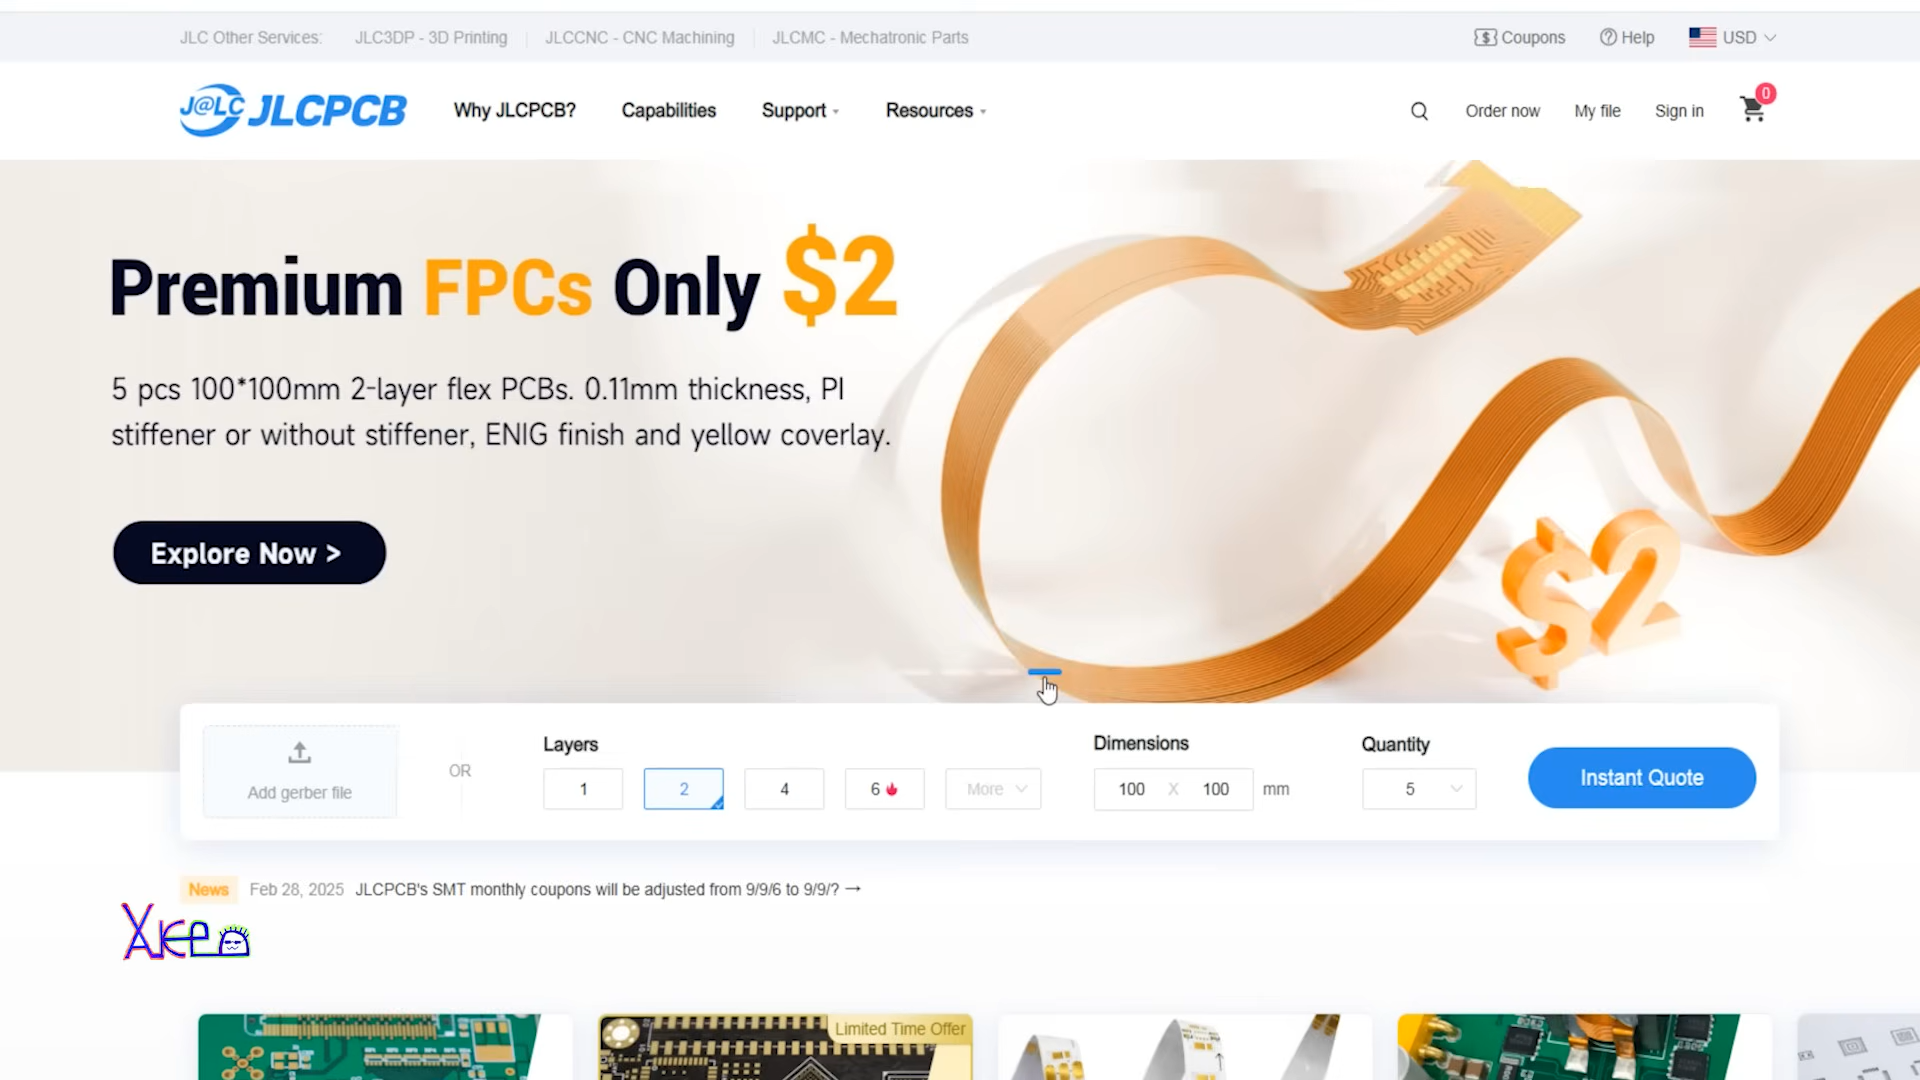 JLC Other Services: JLC3DP - 3D Printing JLCCNC - CNC Machining JLCMC - Mechatronic Parts Coupons Help USD
J@LC JLCPCB Why JLCPCB? Capabilities Support Resources Order now My file Sign in 0
Premium FPCs Only $2
5 pcs 100*100mm 2-layer flex PCBs. 0.11mm thickness, PI
stiffener or without stiffener, ENIG finish and yellow coverlay.
Explore Now >
$2
Add gerber file
OR
Layers
1 2 4 6 More
Dimensions
100 X 100 mm
Quantity
5
Instant Quote
News Feb 28, 2025 JLCPCB's SMT monthly coupons will be adjusted from 9/9/6 to 9/9/? →
Limited Time Offer